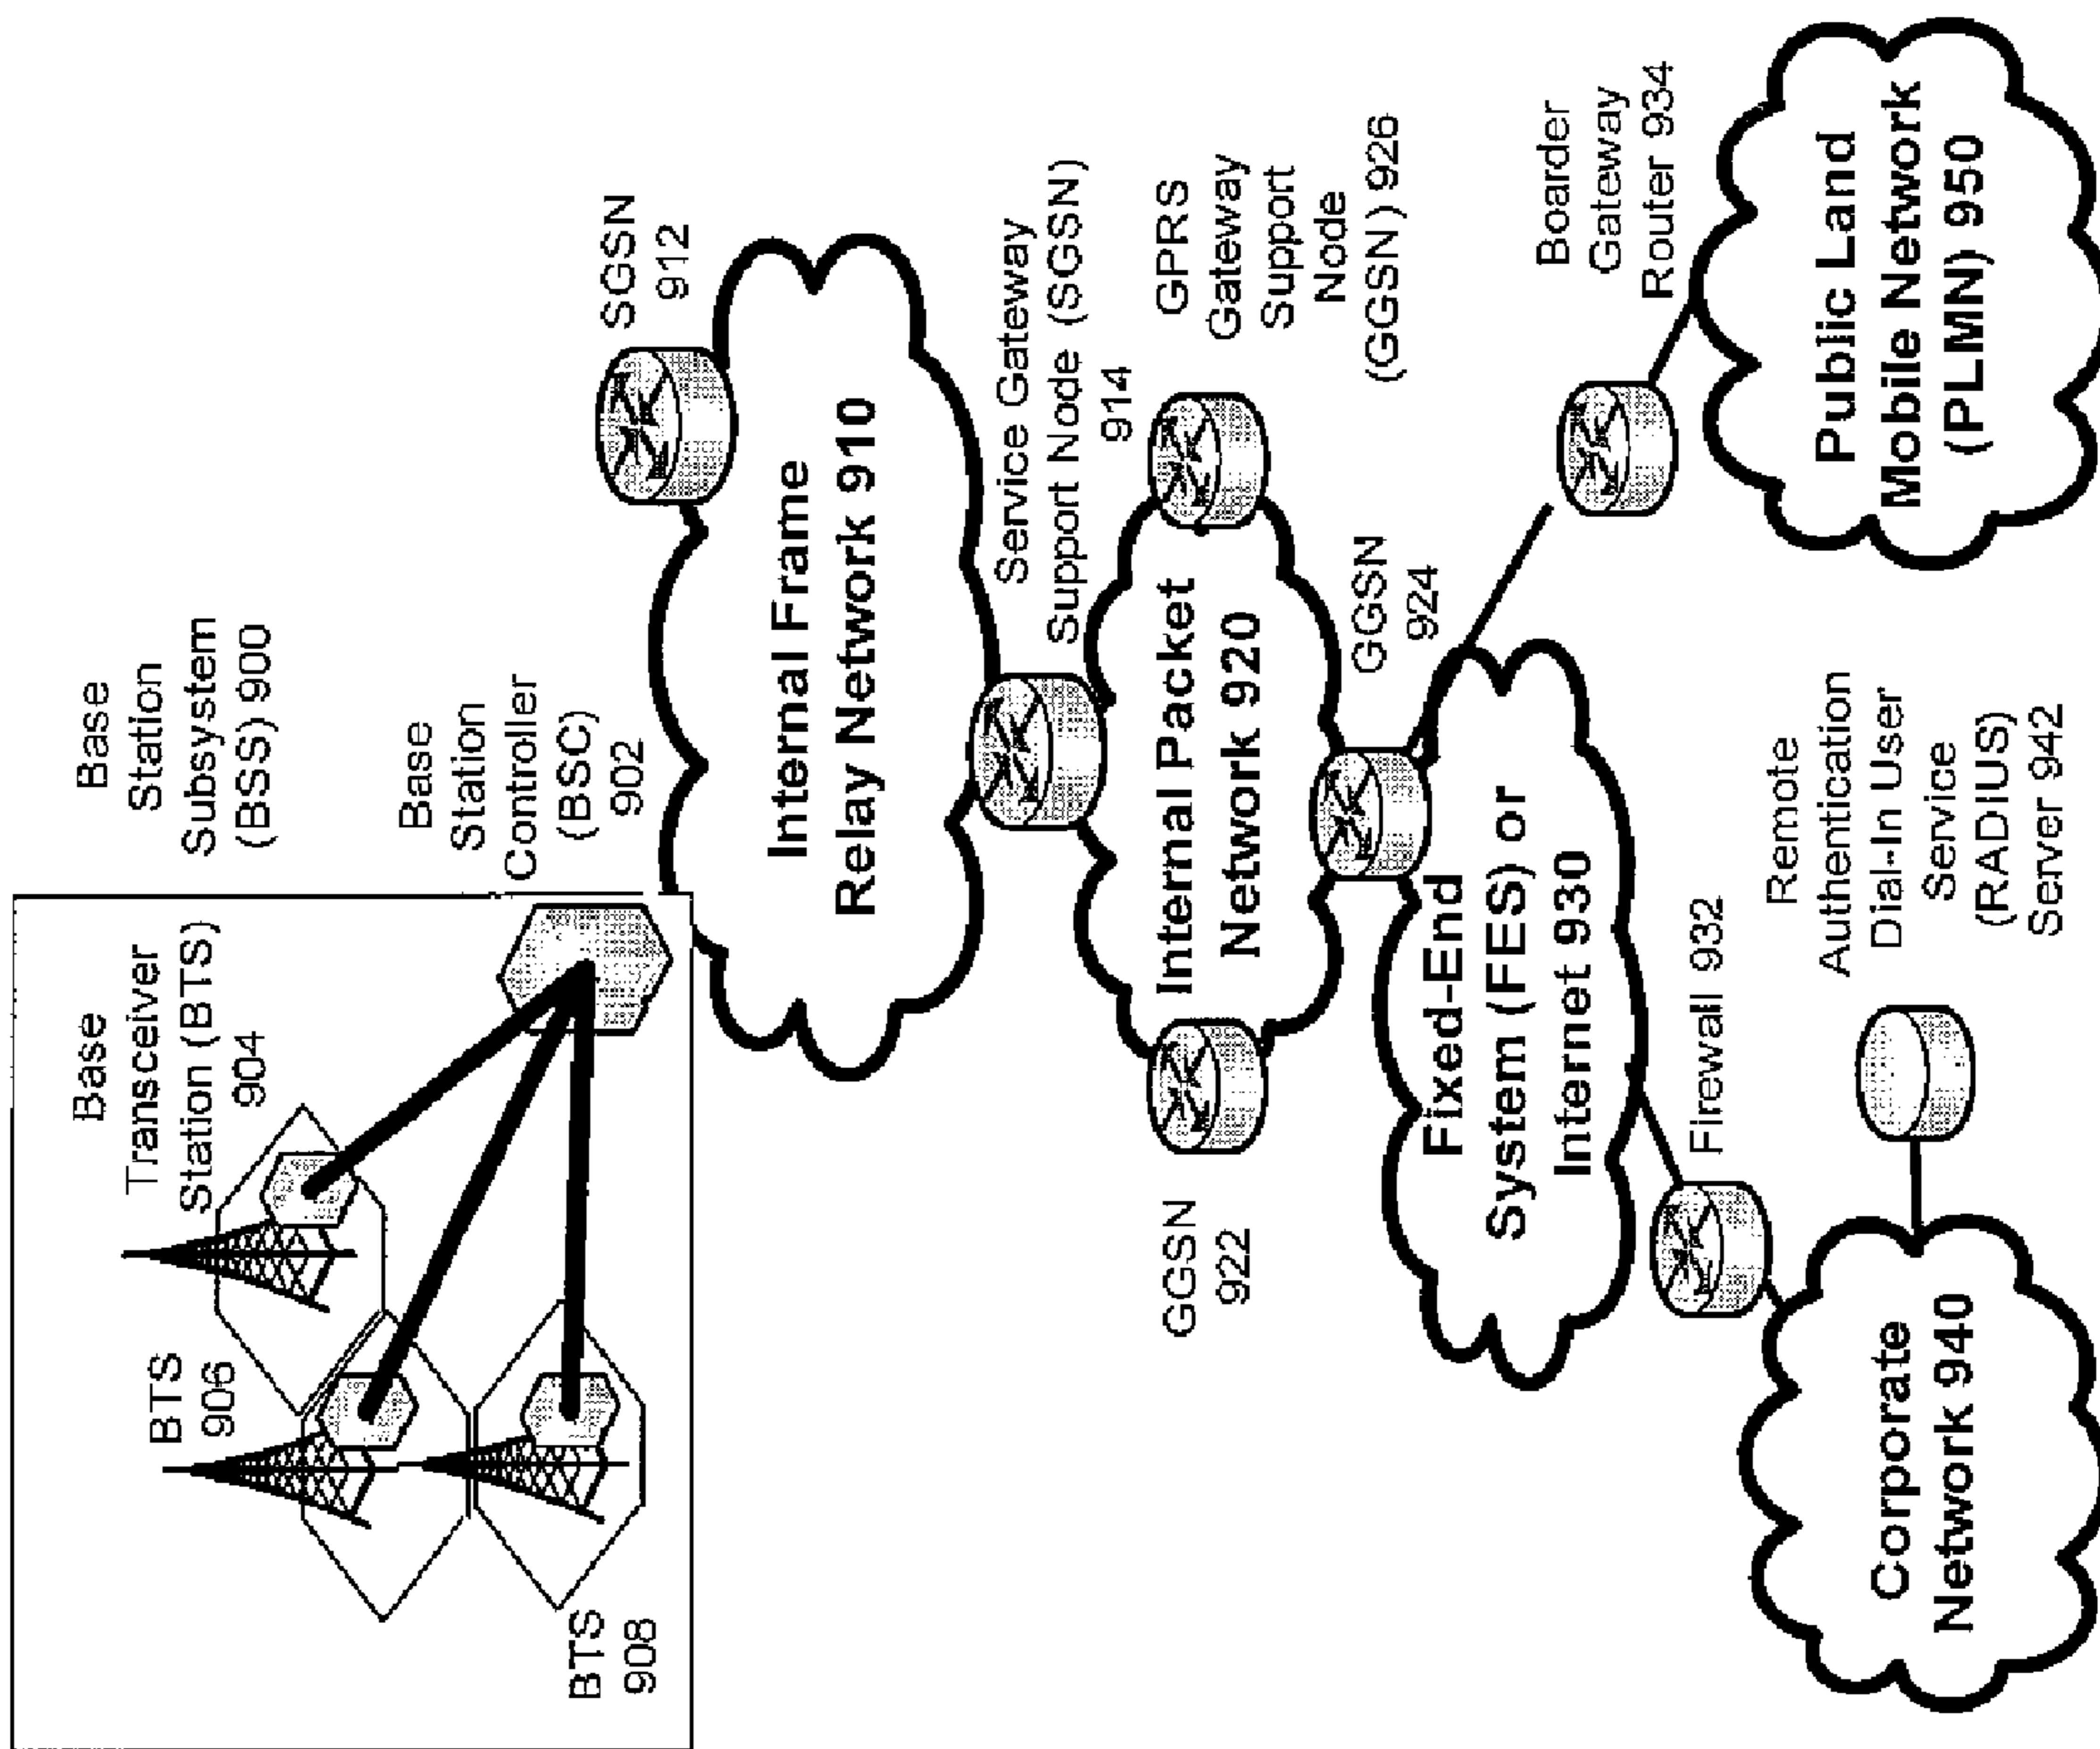 Base
Station
Subsystem
(BSS) 900
Base
Transceiver
Station (BTS)
904
BTS
906
BTS
908
Base
Station
Controller
(BSC)
902
SGSN
912
Internal Frame
Relay Network 910
Service Gateway
Support Node (SGSN)
914
GPRS
Gateway
Support
Node
(GGSN) 926
Internal Packet
Network 920
GGSN
922
GGSN
924
Fixed-End
System (FES) or
Internet 930
Boarder
Gateway
Router 934
Firewall 932
Remote
Authentication
Dial-In User
Service
(RADIUS)
Server 942
Corporate
Network 940
Public Land
Mobile Network
(PLMN) 950